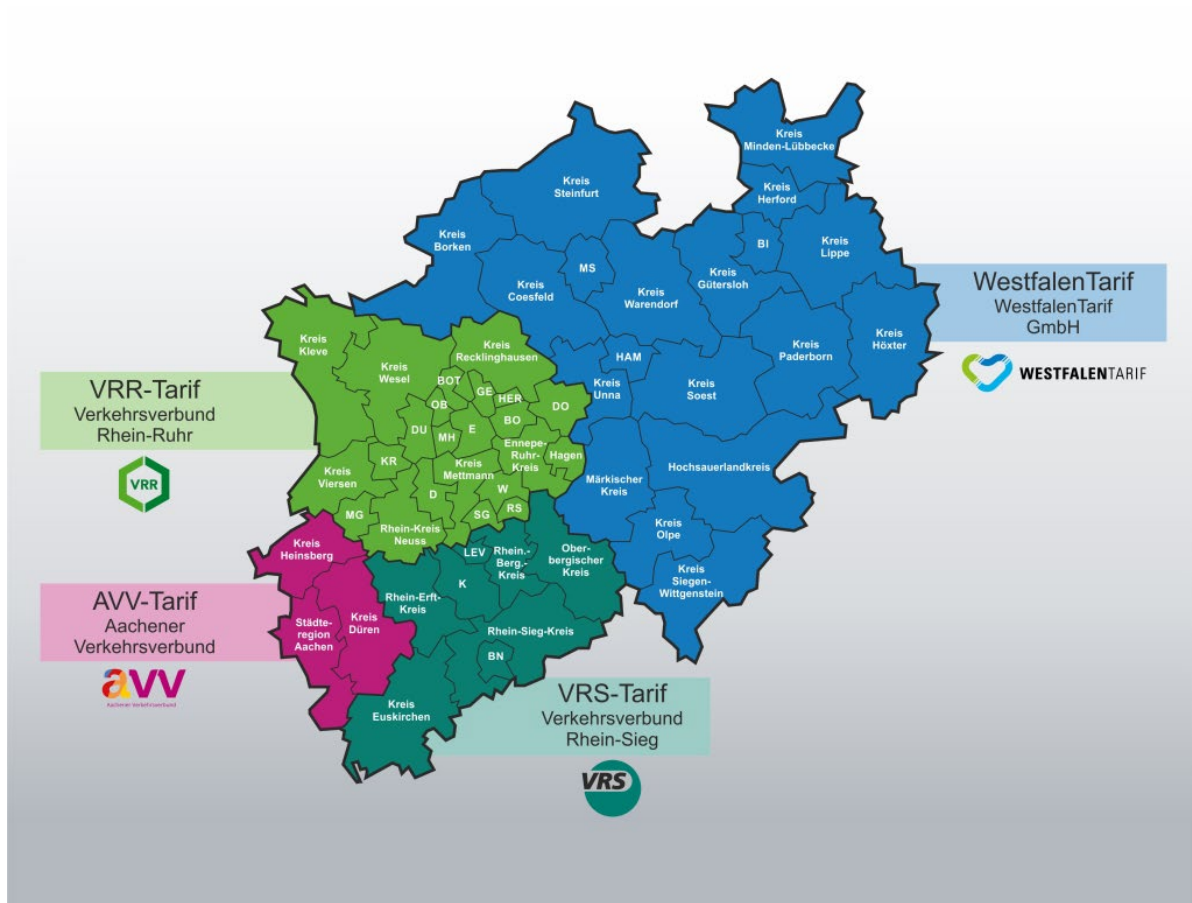 Kreis
Minden-Lübbecke
Kreis
Steinfurt
Kreis
Herford
Kreis
Borken
BI
Kreis
Lippe
MS
Kreis
Gütersloh
Kreis
Coesfeld
Kreis
Warendorf
WestfalenTarif
WestfalenTarif
GmbH
WESTFALENTARIF
Kreis
Höxter
Kreis
Paderborn
Kreis
Kleve
Kreis
Recklinghausen
HAM
Kreis
Wesel
Kreis
Unna
Kreis
Soest
VRR-Tarif
Verkehrsverbund
Rhein-Ruhr
VRR
BOT
GE
HER
OB
DO
BO
DU
MH
E
Ennepe-
Ruhr-
Kreis
Hagen
KR
Kreis
Mettmann
Kreis
Viersen
W
D
RS
SG
MG
Rhein-Kreis
Neuss
Märkischer
Kreis
Hochsauerlandkreis
Kreis
Olpe
Kreis
Siegen-
Wittgenstein
Kreis
Heinsberg
LEV
Rhein.-
Berg.-
Kreis
Ober-
bergischer
Kreis
K
Rhein-Erft-
Kreis
AVV-Tarif
Aachener
Verkehrsverbund
avv
Aachener Verkehrsverbund
Städte-
region
Aachen
Kreis
Düren
Rhein-Sieg-Kreis
BN
Kreis
Euskirchen
VRS-Tarif
Verkehrsverbund
Rhein-Sieg
VRS